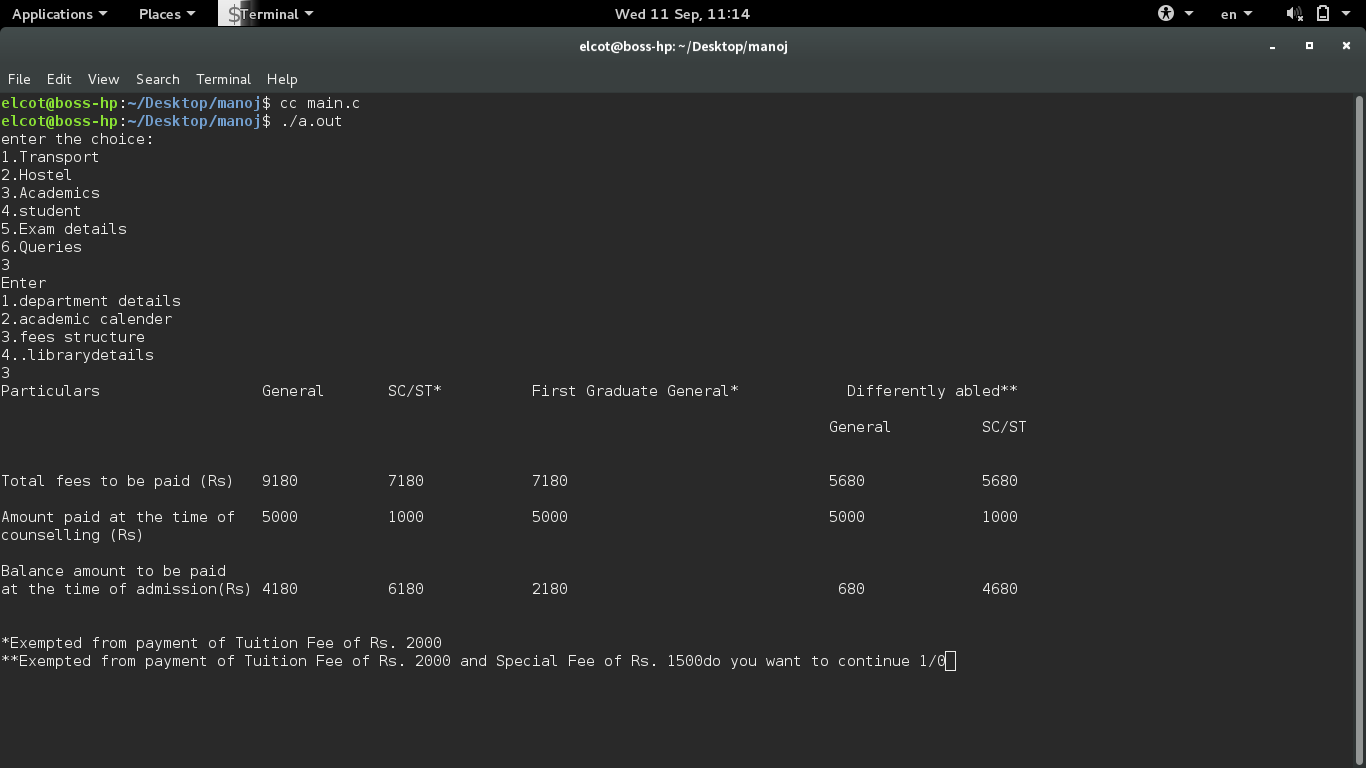 Applications Places Terminal Wed 11 Sep, 11:14 en
elcot@boss-hp: ~/Desktop/manoj
File Edit View Search Terminal Help
elcot@boss-hp:~/Desktop/manoj$ cc main.c
elcot@boss-hp:~/Desktop/manoj$ ./a.out
enter the choice:
1.Transport
2.Hostel
3.Academics
4.student
5.Exam details
6.Queries
3
Enter
1.department details
2.academic calender
3.fees structure
4..librarydetails
3
Particulars General SC/ST* First Graduate General* Differently abled**
General SC/ST
Total fees to be paid (Rs) 9180 7180 7180 5680 5680
Amount paid at the time of 5000 1000 5000 5000 1000
counselling (Rs)
Balance amount to be paid
at the time of admission(Rs) 4180 6180 2180 680 4680
*Exempted from payment of Tuition Fee of Rs. 2000
**Exempted from payment of Tuition Fee of Rs. 2000 and Special Fee of Rs. 1500do you want to continue 1/0